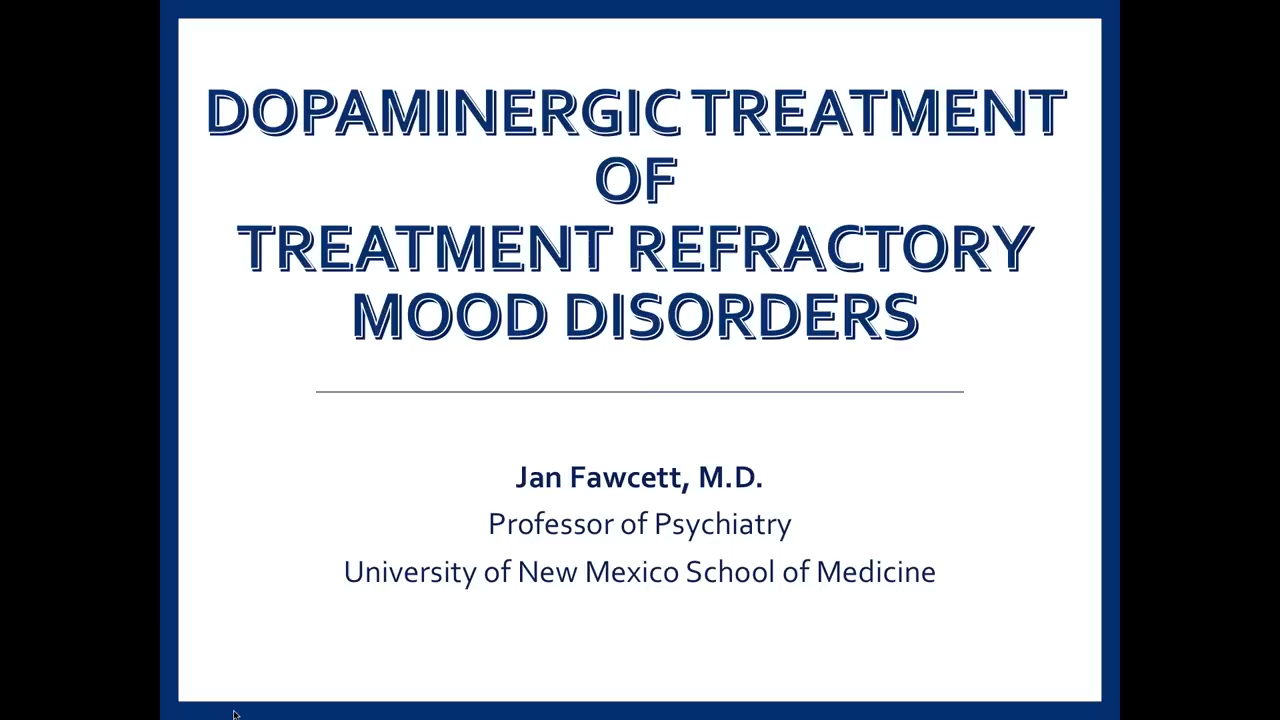 DOPAMINERGIC TREATMENT
OF
TREATMENT REFRACTORY
MOOD DISORDERS
Jan Fawcett, M.D.
Professor of Psychiatry
University of New Mexico School of Medicine